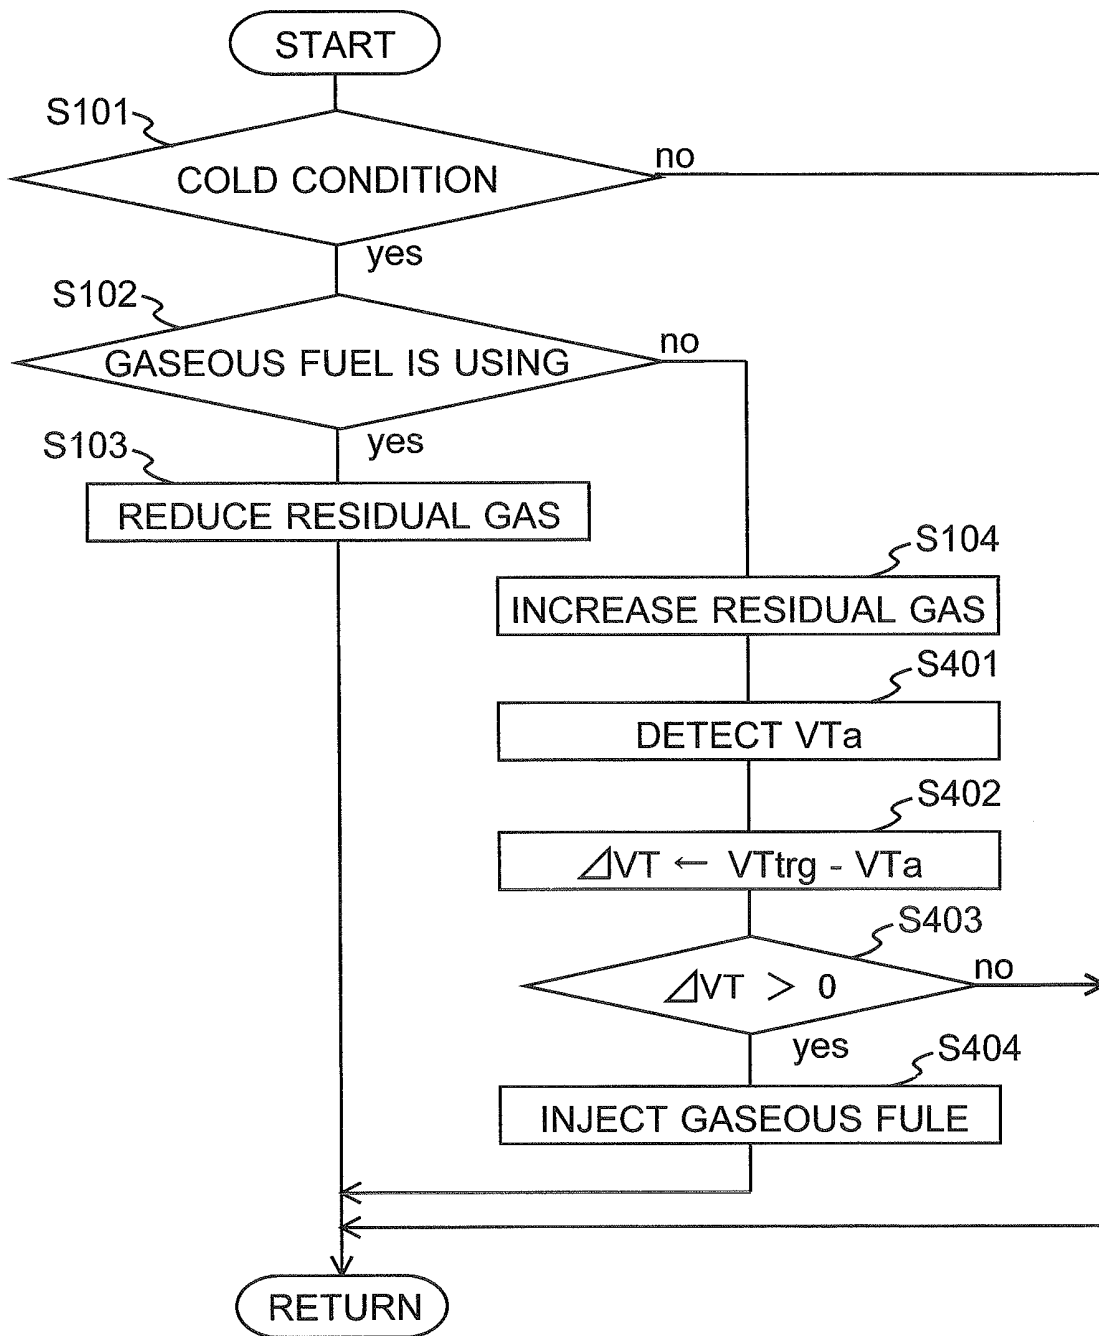 START
S101
COLD CONDITION
no
yes
S102
GASEOUS FUEL IS USING
no
yes
S103
REDUCE RESIDUAL GAS
S104
INCREASE RESIDUAL GAS
S401
DETECT VTa
S402
⊿VT ← VTtrg - VTa
S403
⊿VT > 0
no
yes
S404
INJECT GASEOUS FULE
RETURN